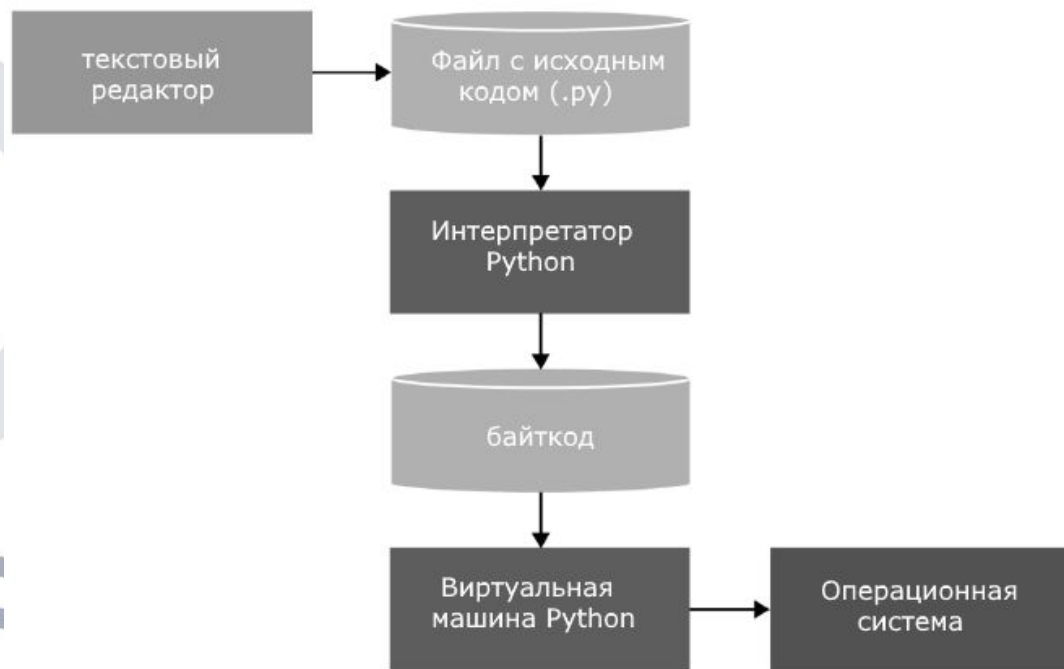 текстовый
редактор
Файл с исходным
кодом (.py)
Интерпретатор
Python
байткод
Виртуальная
машина Python
Операционная
система